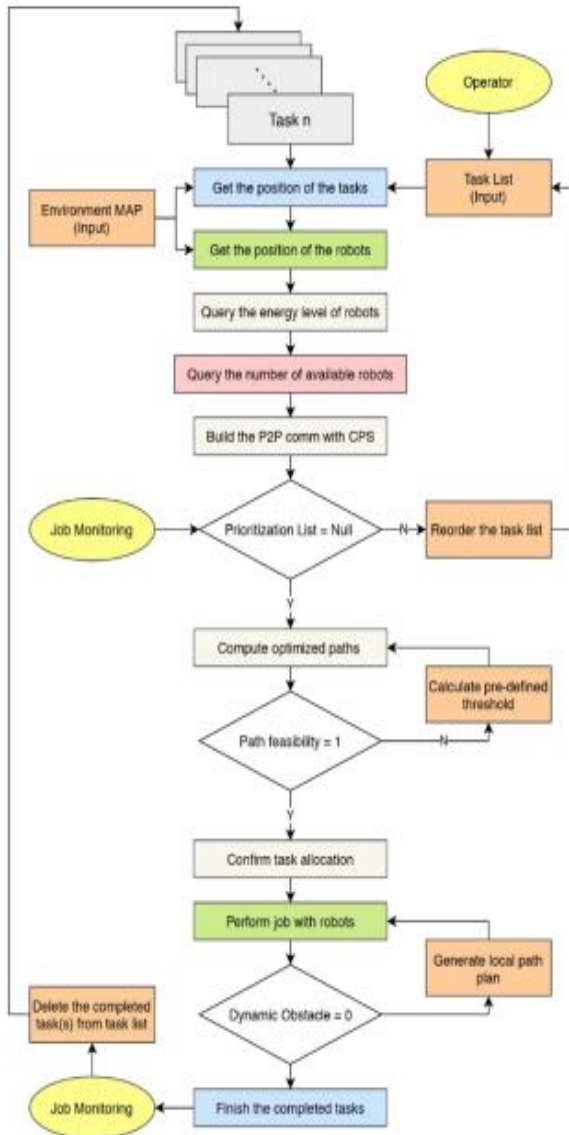 Task n
Operator
Get the position of the tasks
Task List
(Input)
Environment MAP
(Input)
Get the position of the robots
Query the energy level of robots
Query the number of available robots
Build the P2P comm with CPS
Job Monitoring
Prioritization List = Null
N
Reorder the task list
Y
Compute optimized paths
Calculate pre-defined
threshold
Path feasibility = 1
N
Y
Confirm task allocation
Perform job with robots
Generate local path
plan
Delete the completed
task(s) from task list
Dynamic Obstacle = 0
Job Monitoring
Finish the completed tasks